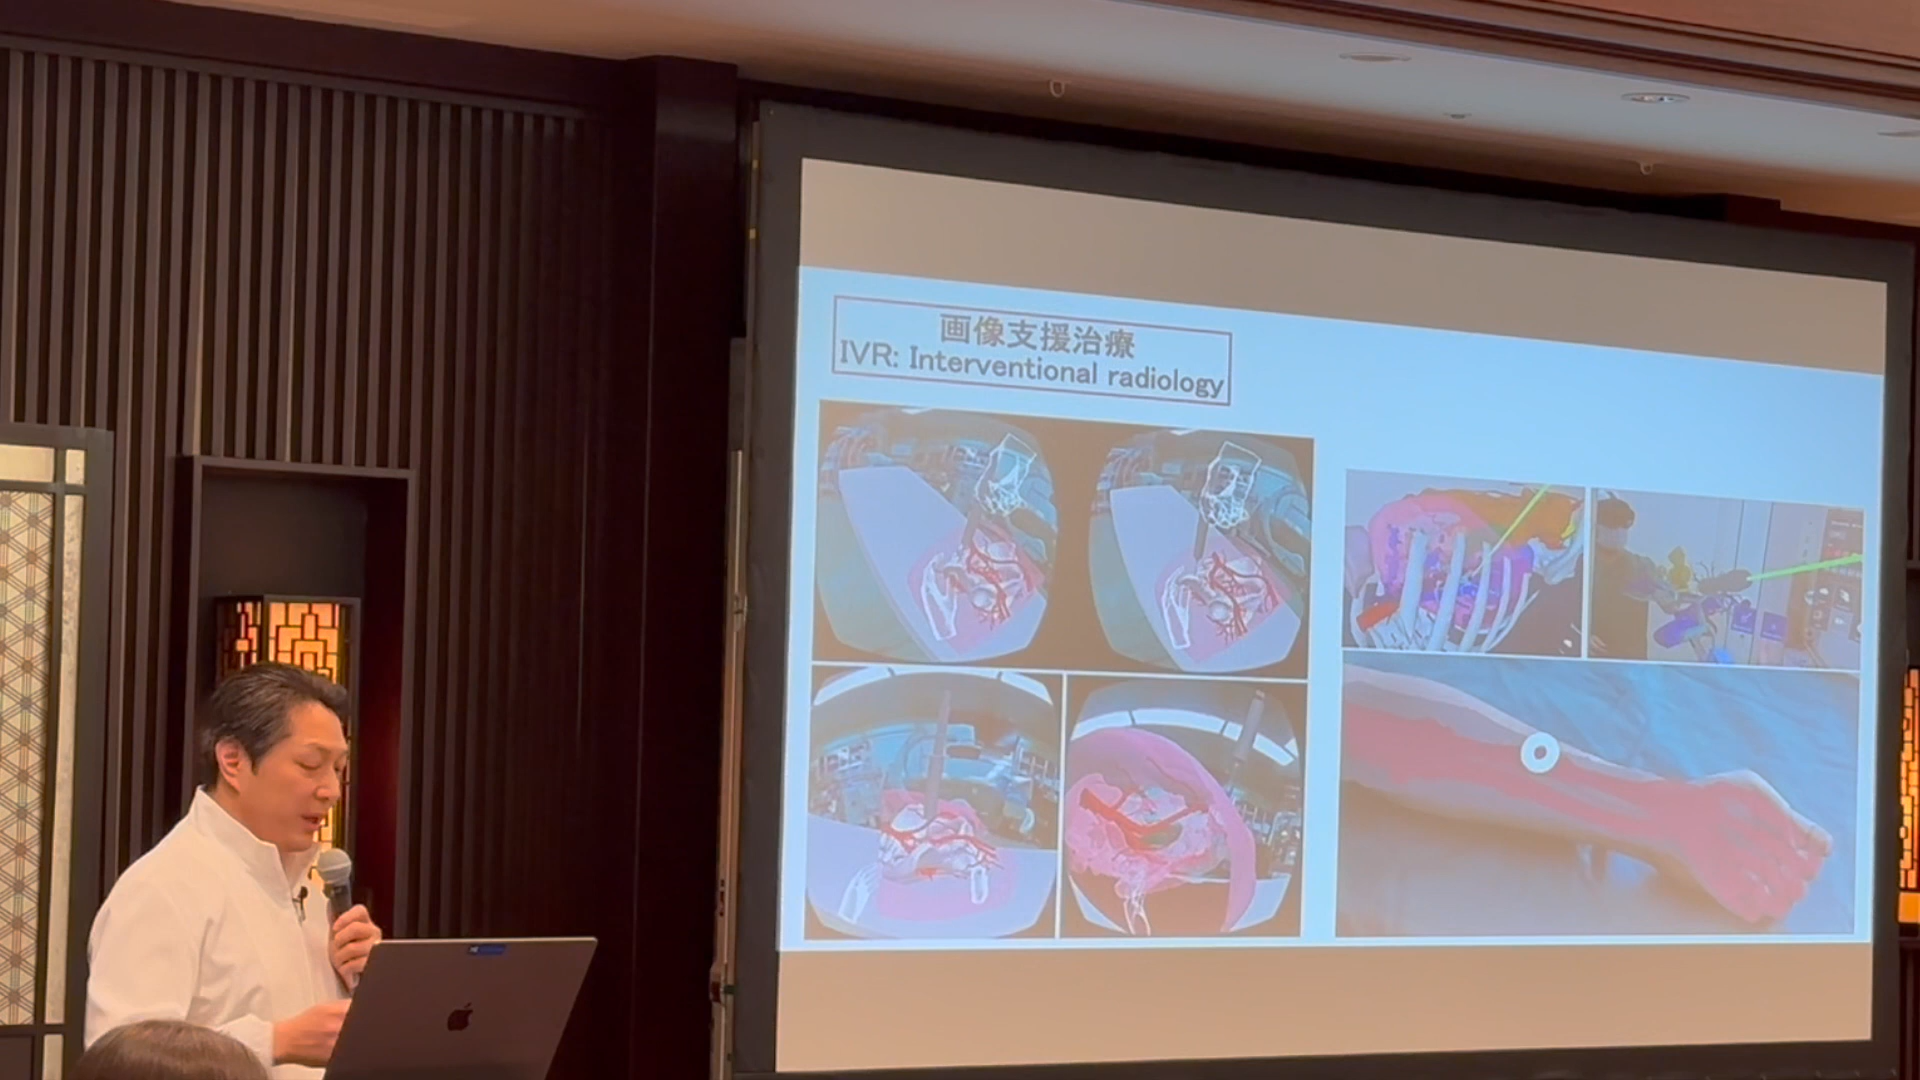 画像支援治療
IVR: Interventional radiology